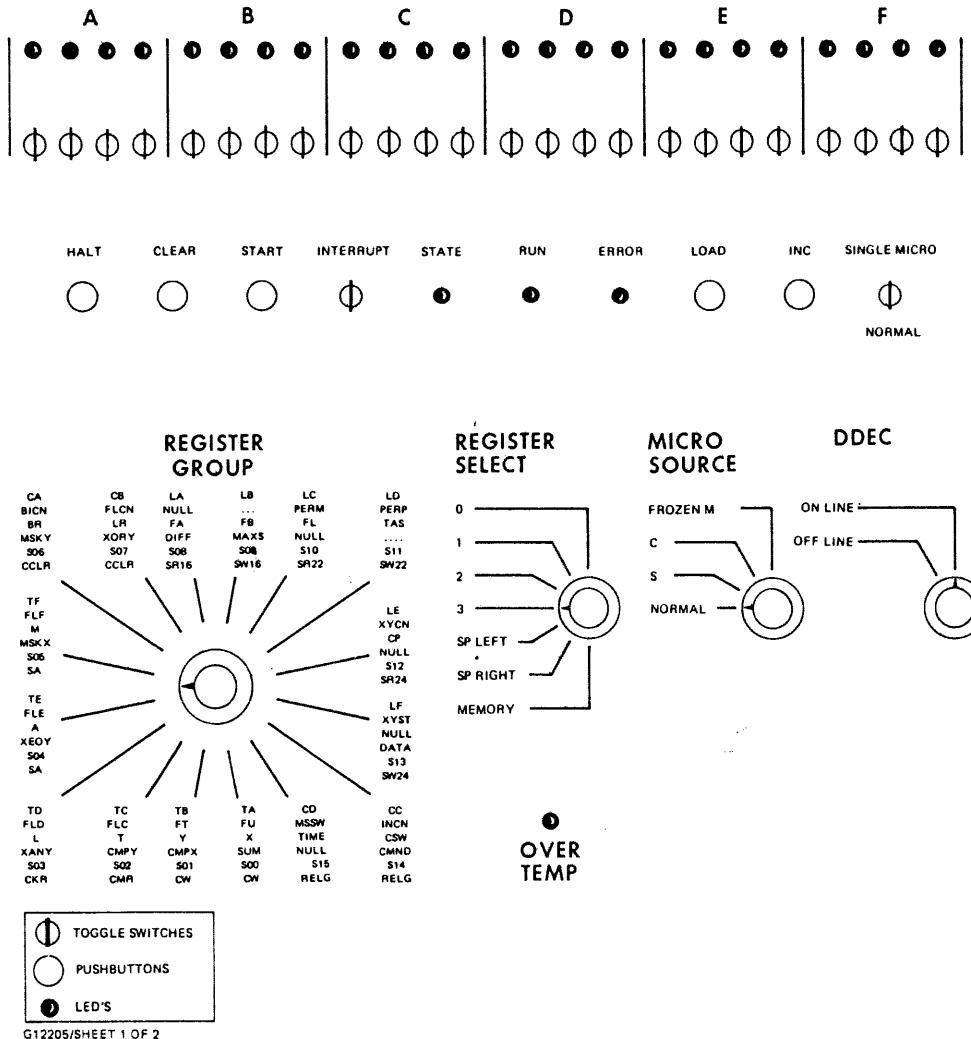 A B C D E F
HALT CLEAR START INTERRUPT STATE RUN ERROR LOAD INC SINGLE MICRO
NORMAL
REGISTER
GROUP
CA
BICN
BR
MSKY
S06
CCLR
CB
FLCN
LR
XORY
S07
CCLR
LA
NULL
FA
DIFF
S08
SR16
LB
...
FB
MAXS
S09
SW16
LC
PERM
FL
NULL
S10
SR22
LD
PERP
TAS
....
S11
SW22
TF
FLF
M
MSKX
S05
SA
LE
XYCN
CP
NULL
S12
SR24
TE
FLE
A
XEOY
S04
SA
LF
XYST
NULL
DATA
S13
SW24
TD
FLD
L
XANY
S03
CKR
TC
FLC
T
CMPY
S02
CMR
TB
FT
Y
CMPX
S01
CW
TA
FU
X
SUM
S00
CW
CD
MSSW
TIME
NULL
S15
RELG
CC
INCN
CSW
CMND
S14
RELG
REGISTER
SELECT
0
1
2
3
SP LEFT
SP RIGHT
MEMORY
MICRO
SOURCE
FROZEN M
C
S
NORMAL
DDEC
ON LINE
OFF LINE
OVER
TEMP
TOGGLE SWITCHES
PUSHBUTTONS
LED'S
G12205/SHEET 1 OF 2